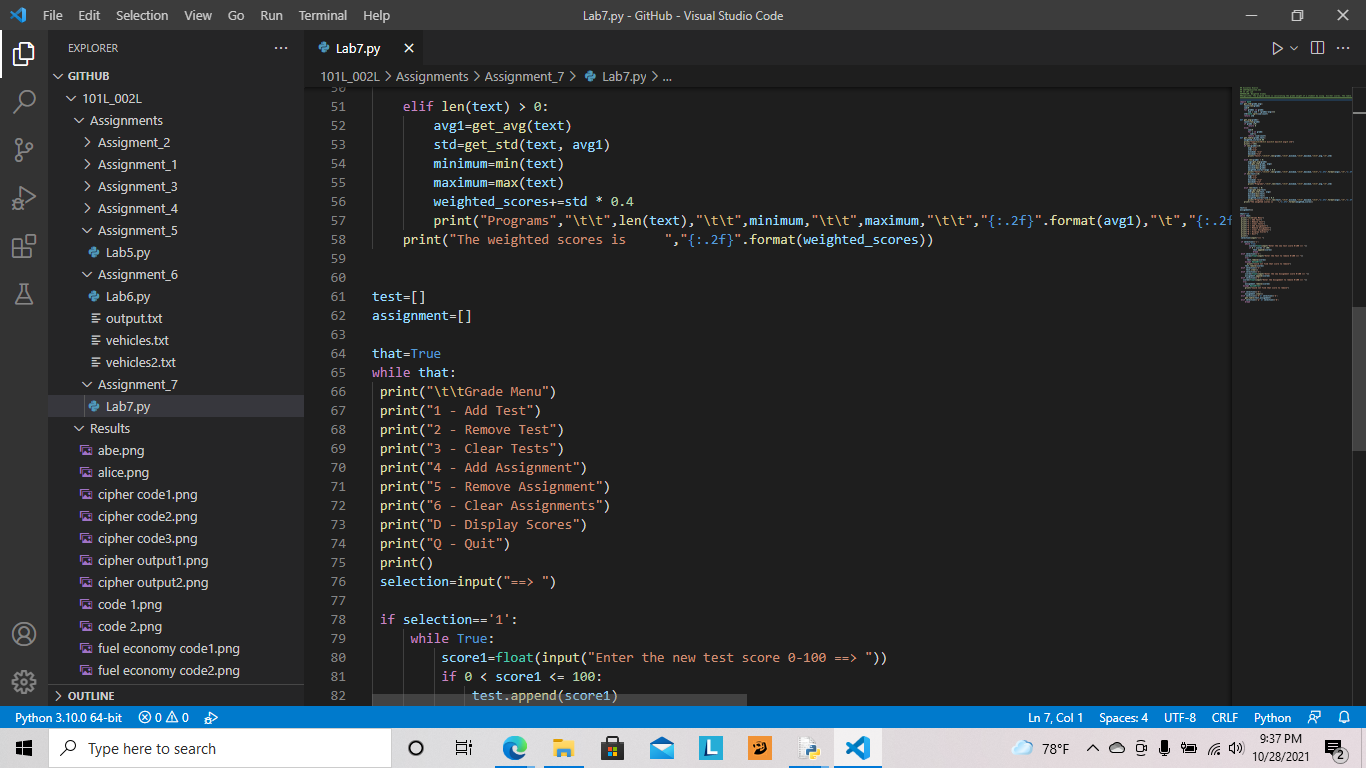 File Edit Selection View Go Run Terminal Help
Lab7.py - GitHub - Visual Studio Code
EXPLORER
GITHUB
101L_002L
Assignments
Assigment_2
Assignment_1
Assignment_3
Assignment_4
Assignment_5
Lab5.py
Assignment_6
Lab6.py
output.txt
vehicles.txt
vehicles2.txt
Assignment_7
Lab7.py
Results
abe.png
alice.png
cipher code1.png
cipher code2.png
cipher code3.png
cipher output1.png
cipher output2.png
code 1.png
code 2.png
fuel economy code1.png
fuel economy code2.png
OUTLINE
Lab7.py
101L_002L > Assignments > Assignment_7 > Lab7.py > ...
50
51 elif len(text) > 0:
52 avg1=get_avg(text)
53 std=get_std(text, avg1)
54 minimum=min(text)
55 maximum=max(text)
56 weighted_scores+=std * 0.4
57 print("Programs","\t\t",len(text),"\t\t",minimum,"\t\t",maximum,"\t\t","{:.2f}".format(avg1),"\t","{:.2f
58 print("The weighted scores is     ","{:.2f}".format(weighted_scores))
59
60
61 test=[]
62 assignment=[]
63
64 that=True
65 while that:
66 print("\t\tGrade Menu")
67 print("1 - Add Test")
68 print("2 - Remove Test")
69 print("3 - Clear Tests")
70 print("4 - Add Assignment")
71 print("5 - Remove Assignment")
72 print("6 - Clear Assignments")
73 print("D - Display Scores")
74 print("Q - Quit")
75 print()
76 selection=input("==> ")
77
78 if selection=='1':
79 while True:
80 score1=float(input("Enter the new test score 0-100 ==> "))
81 if 0 < score1 <= 100:
82 test.append(score1)
Python 3.10.0 64-bit 0 0
Ln 7, Col 1 Spaces: 4 UTF-8 CRLF Python
Type here to search
78°F
9:37 PM
10/28/2021
2